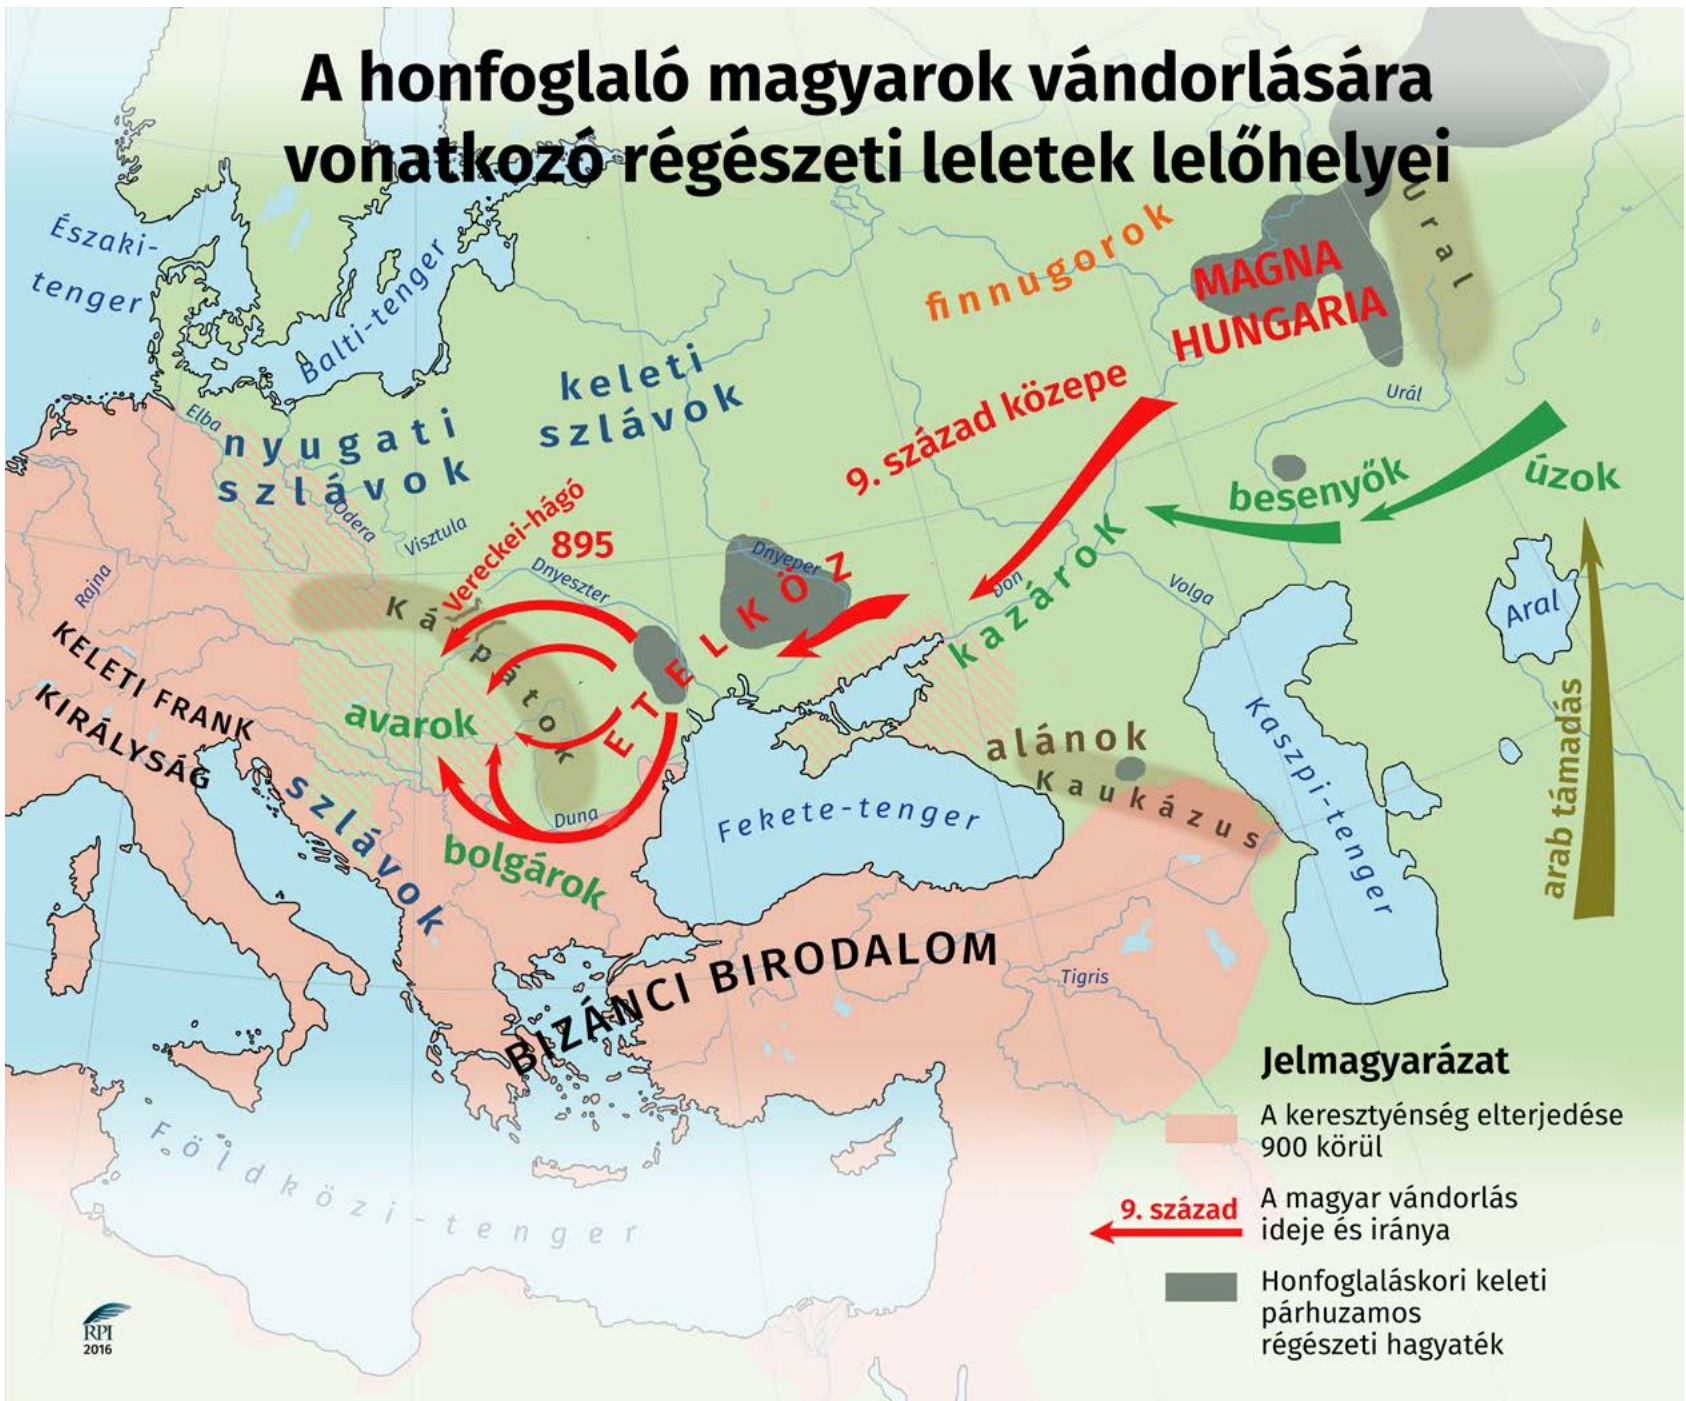 A honfoglaló magyarok vándorlására
vonatkozó régészeti leletek lelőhelyei
Északi-
tenger
Balti-tenger
finnugorok
MAGNA
HUNGARIA
Ural
keleti
szlávok
nyugati
szlávok
Elba
Odera
Visztula
Rajna
9. század közepe
Urál
besenyők
úzok
Vereckei-hágó
895
Dnyeszter
Dnyeper
Don
Volga
kazárok
ETELKÖZ
Kárpátok
Aral
KELETI FRANK
KIRÁLYSÁG
avarok
szlávok
Duna
bolgárok
Fekete-tenger
alánok
Kaukázus
Kaszpi-tenger
arab támadás
BIZÁNCI BIRODALOM
Tigris
Földközi-tenger
Jelmagyarázat
A keresztyénség elterjedése
900 körül
9. század
A magyar vándorlás
ideje és iránya
Honfoglaláskori keleti
párhuzamos
régészeti hagyaték
RPI
2016